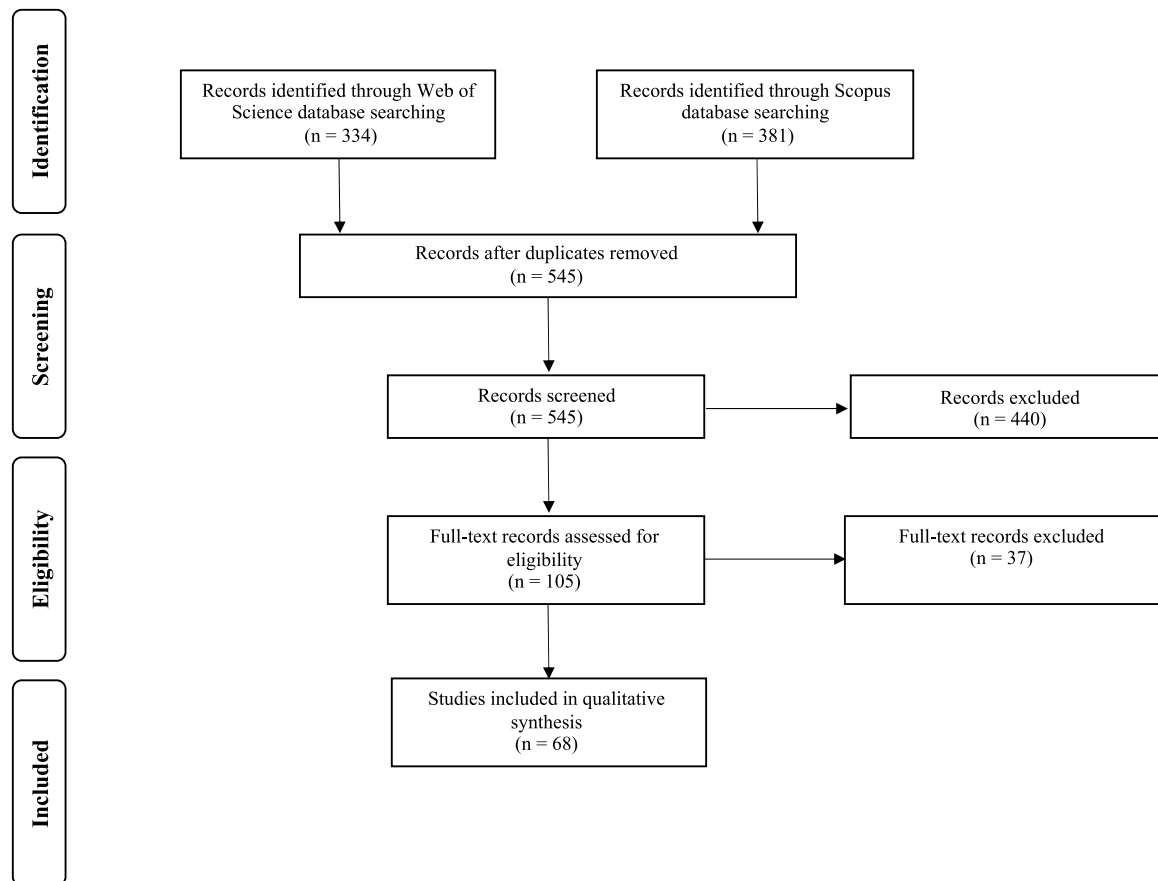 Identification
Records identified through Web of
Science database searching
(n = 334)
Records identified through Scopus
database searching
(n = 381)
Screening
Records after duplicates removed
(n = 545)
Records screened
(n = 545)
Records excluded
(n = 440)
Eligibility
Full-text records assessed for
eligibility
(n = 105)
Full-text records excluded
(n = 37)
Included
Studies included in qualitative
synthesis
(n = 68)